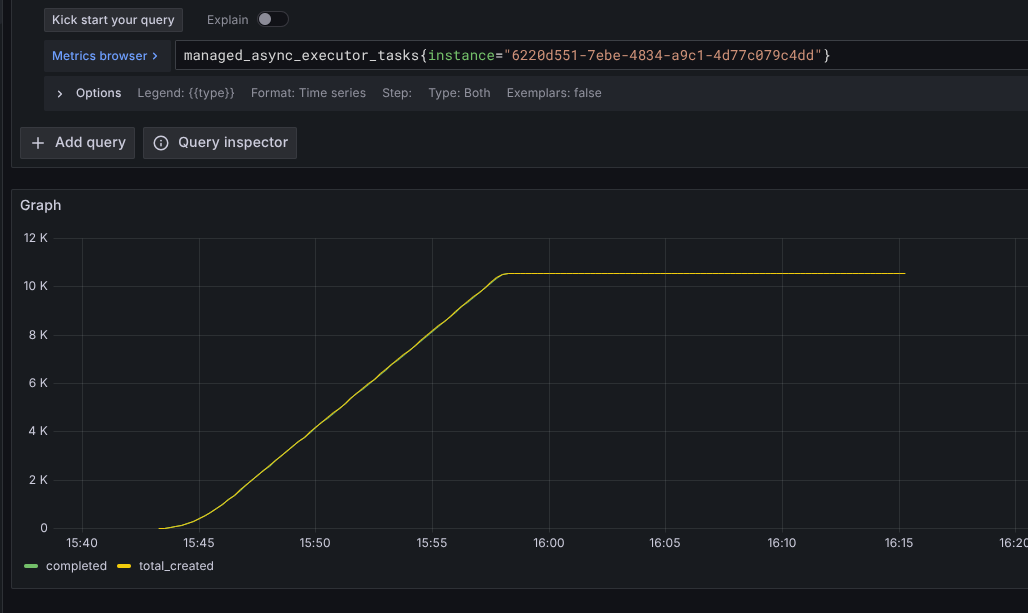 Kick start your query Explain
Metrics browser > managed_async_executor_tasks{instance="6220d551-7ebe-4834-a9c1-4d77c079c4dd"}
> Options Legend: {{type}} Format: Time series Step: Type: Both Exemplars: false
+ Add query Query inspector
Graph
12 K
10 K
8 K
6 K
4 K
2 K
0
15:40 15:45 15:50 15:55 16:00 16:05 16:10 16:15 16:20
completed total_created